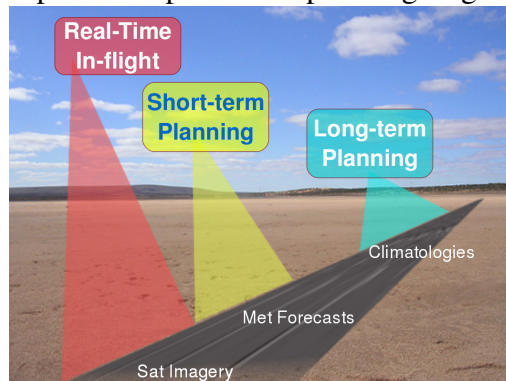 Real-Time
In-flight
Short-term
Planning
Long-term
Planning
Climatologies
Met Forecasts
Sat Imagery